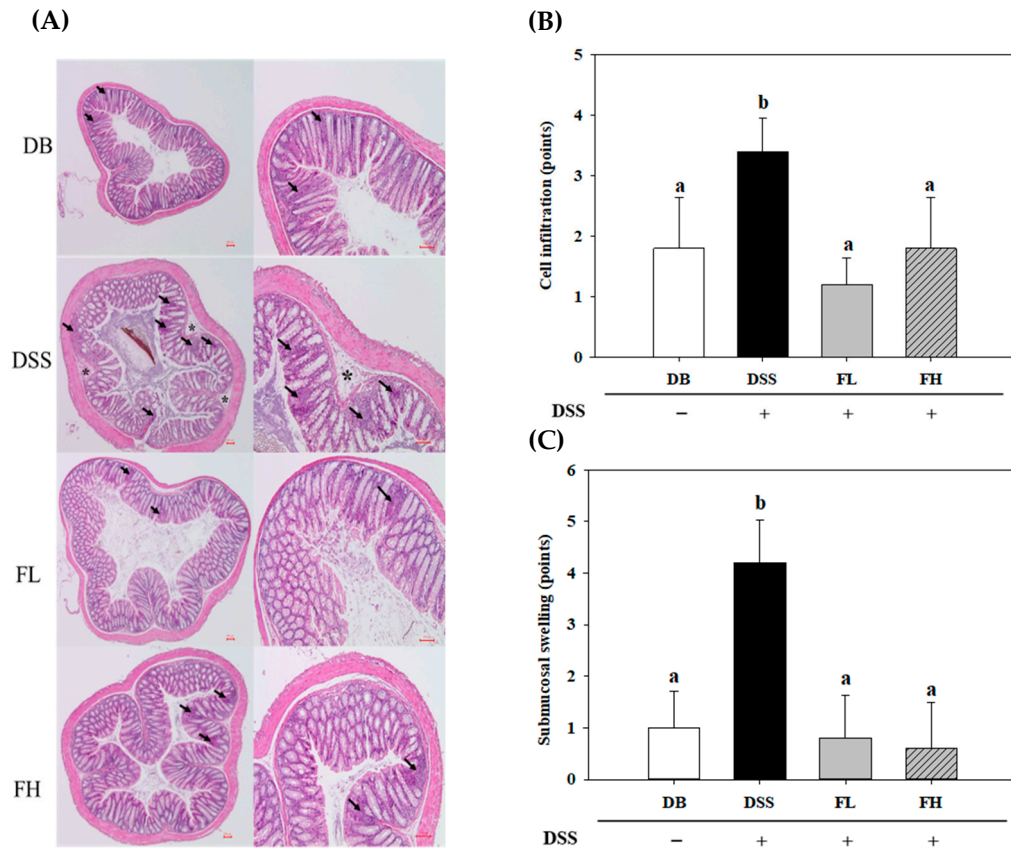 (A)
DB
DSS
FL
FH
*
*
*
*
(B)
Cell infiltration (points)
5
4
3
2
1
0
a
b
a
a
DB DSS FL FH
DSS − + + +
(C)
Submucosal swelling (points)
6
5
4
3
2
1
0
a
b
a
a
DB DSS FL FH
DSS − + + +